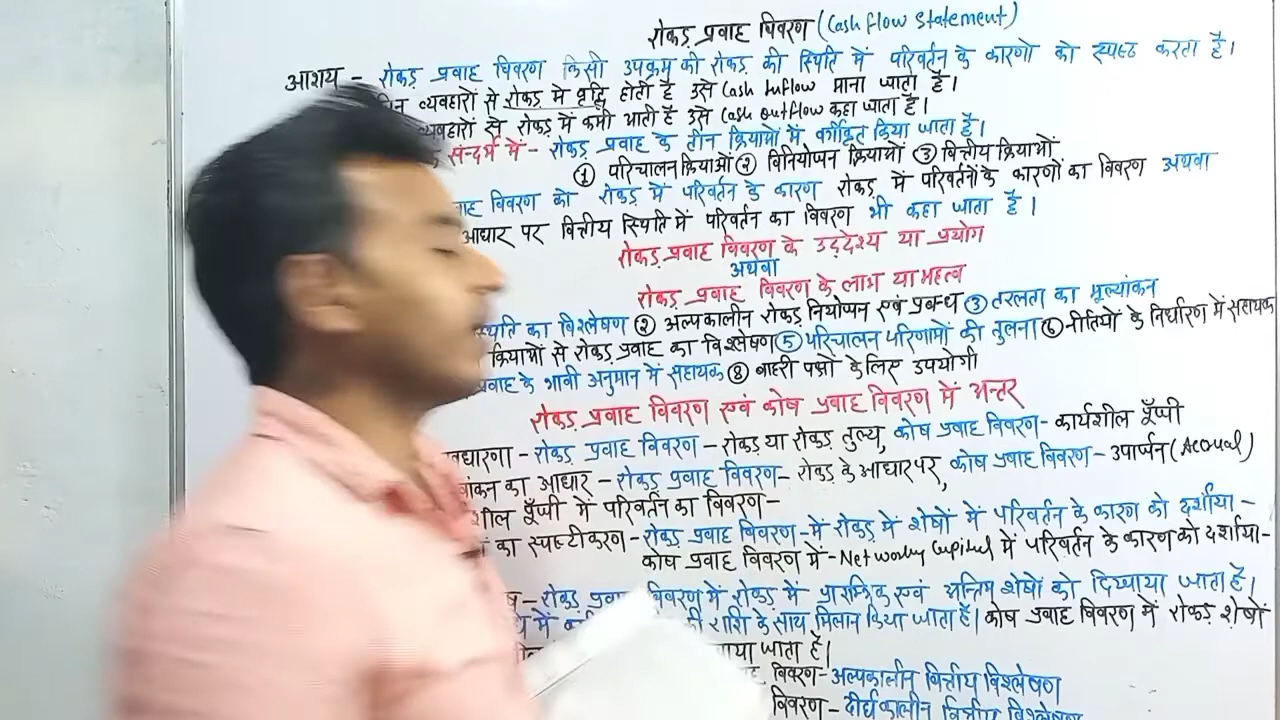 रोकड़ प्रवाह विवरण (Cash flow Statement)
आशय - रोकड़ प्रवाह विवरण किसी उपक्रम की रोकड़ की स्थिति में परिवर्तन के कारणो को स्पष्ट करता है।
व्यवहारों से रोकड़ में वृद्धि होती है उसे Cash Inflow माना जाता है।
व्यवहारों से रोकड़ में कमी आती है उसे Cash outflow कहा जाता है।
संदर्भ में - रोकड़ प्रवाह के तीन क्रियाओं में वर्गीकृत किया जाता है।
① परिचालन क्रियाओं ② विनियोजन क्रियाओं ③ वित्तीय क्रियाओं
विवरण को रोकड़ में परिवर्तन के कारण रोकड़ में परिवर्तनों के कारणों का विवरण अथवा
आधार पर वित्तीय स्थिति में परिवर्तन का विवरण भी कहा जाता है।
रोकड़ प्रवाह विवरण के उद्देश्य या प्रयोग
अथवा
रोकड़ प्रवाह विवरण के लाभ या महत्व
का विश्लेषण ② अल्पकालीन रोकड़ नियोजन एवं प्रबन्ध ③ तरलता का मूल्यांकन
क्रियाओं से रोकड़ प्रवाह का विश्लेषण ⑤ परिचालन परिणामों की तुलना ⑥ नीतियों के निर्धारण में सहायक
प्रवाह के भावी अनुमान में सहायक ⑧ बाहरी पक्षों के लिए उपयोगी
रोकड़ प्रवाह विवरण एवं कोष प्रवाह विवरण में अन्तर
रोकड़ प्रवाह विवरण - रोकड़ या रोकड़ तुल्य, कोष प्रवाह विवरण - कार्यशील पूँजी
का आधार - रोकड़ प्रवाह विवरण - रोकड़ के आधार पर, कोष प्रवाह विवरण - उपार्जन (Accrual)
पूँजी में परिवर्तन का विवरण -
का स्पष्टीकरण - रोकड़ प्रवाह विवरण - में रोकड़ में शेषों में परिवर्तन के कारण को दर्शाया -
कोष प्रवाह विवरण में - Net working Capital में परिवर्तन के कारण को दर्शाया -
रोकड़ प्रवाह विवरण में रोकड़ में प्रारम्भिक एवं अन्तिम शेषों को दिखाया जाता है।
राशि के साथ मिलान किया जाता है। कोष प्रवाह विवरण में रोकड़ शेषों
जाता है।
विवरण - अल्पकालीन वित्तीय विश्लेषण
विवरण - दीर्घकालीन वित्तीय विश्लेषण